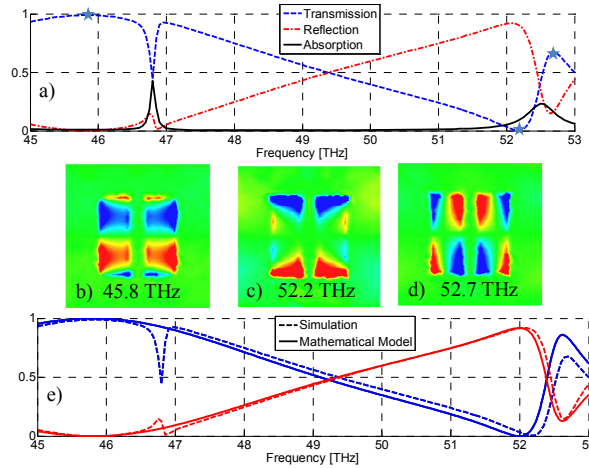 1
Transmission
Reflection
Absorption
0.5
a)
0
45 46 47 48 49 50 51 52 53
Frequency [THz]
b) 45.8 THz
c) 52.2 THz
d) 52.7 THz
1
Simulation
Mathematical Model
0.5
e)
0
45 46 47 48 49 50 51 52
Frequency [THz]